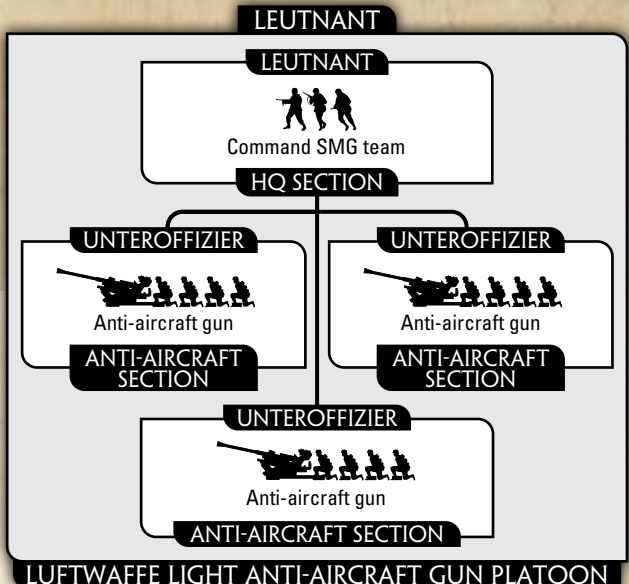 LEUTNANT
LEUTNANT
Command SMG team
HQ SECTION
UNTEROFFIZIER
Anti-aircraft gun
ANTI-AIRCRAFT
SECTION
UNTEROFFIZIER
Anti-aircraft gun
ANTI-AIRCRAFT
SECTION
UNTEROFFIZIER
Anti-aircraft gun
ANTI-AIRCRAFT SECTION
LUFTWAFFE LIGHT ANTI-AIRCRAFT GUN PLATOON